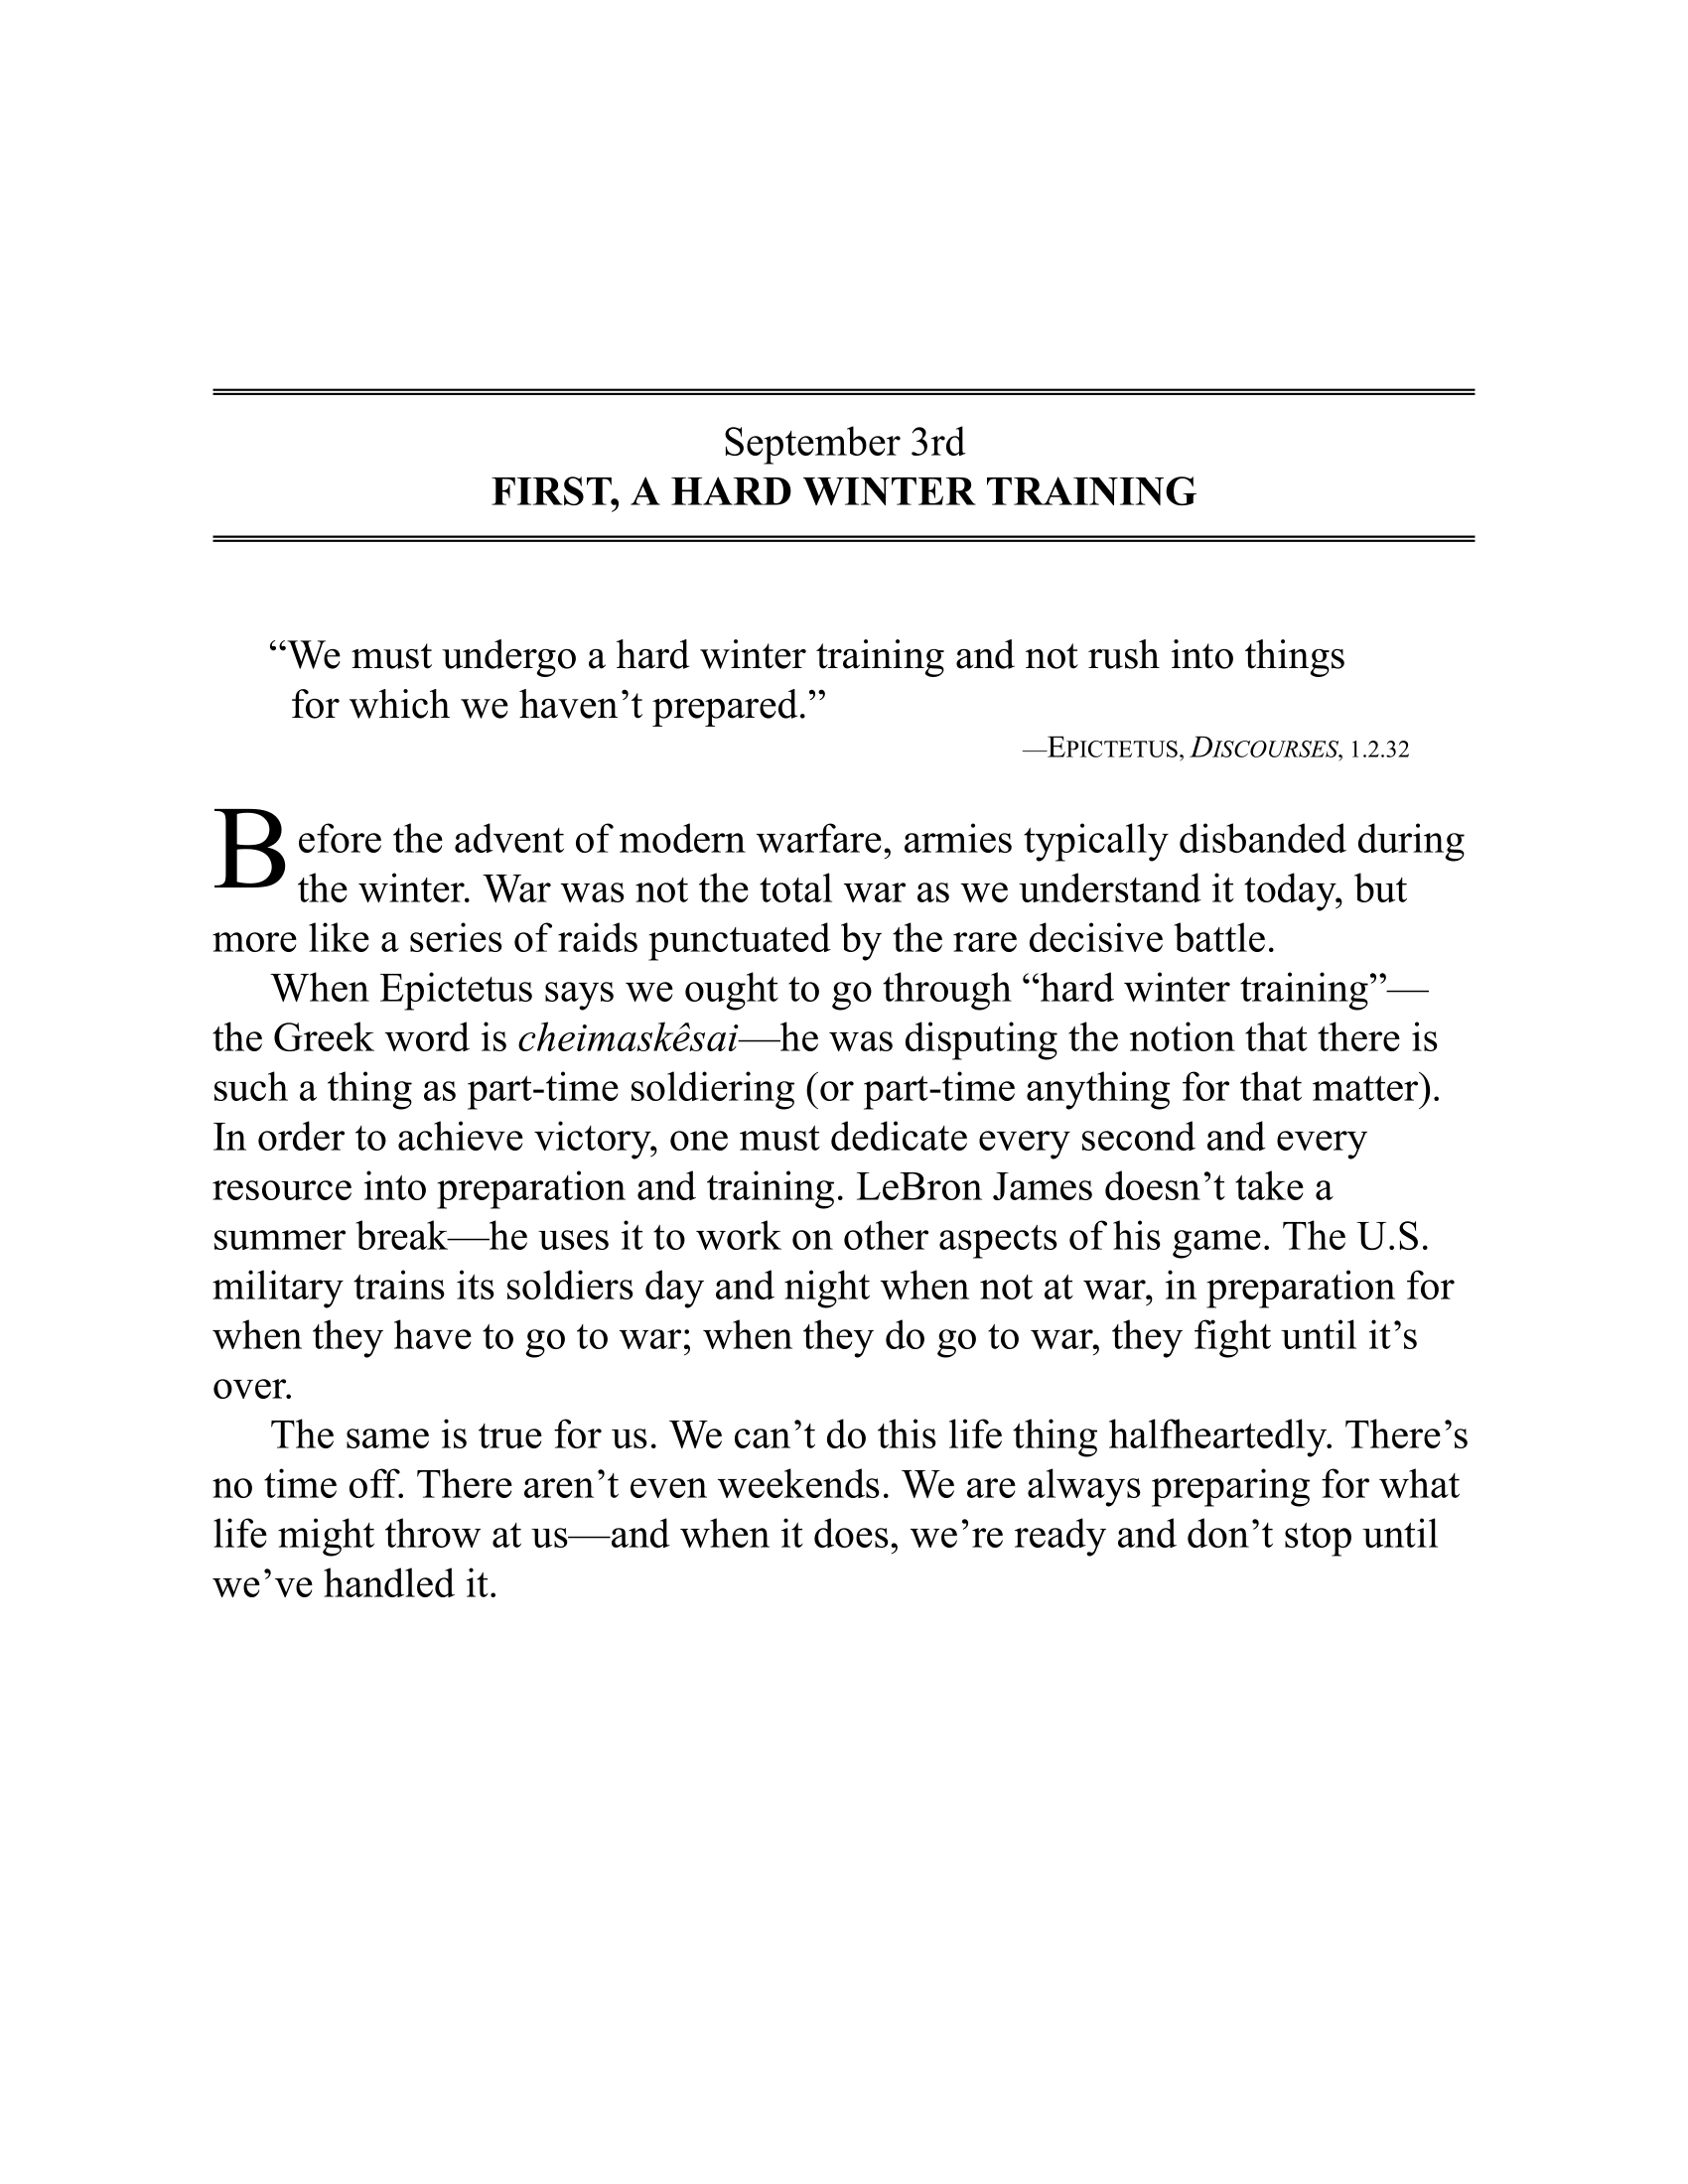 September 3rd
FIRST, A HARD WINTER TRAINING
“We must undergo a hard winter training and not rush into things
for which we haven’t prepared.”
—EPICTETUS, DISCOURSES, 1.2.32
Before the advent of modern warfare, armies typically disbanded during
the winter. War was not the total war as we understand it today, but
more like a series of raids punctuated by the rare decisive battle.
When Epictetus says we ought to go through “hard winter training”—
the Greek word is cheimaskêsai—he was disputing the notion that there is
such a thing as part-time soldiering (or part-time anything for that matter).
In order to achieve victory, one must dedicate every second and every
resource into preparation and training. LeBron James doesn’t take a
summer break—he uses it to work on other aspects of his game. The U.S.
military trains its soldiers day and night when not at war, in preparation for
when they have to go to war; when they do go to war, they fight until it’s
over.
The same is true for us. We can’t do this life thing halfheartedly. There’s
no time off. There aren’t even weekends. We are always preparing for what
life might throw at us—and when it does, we’re ready and don’t stop until
we’ve handled it.